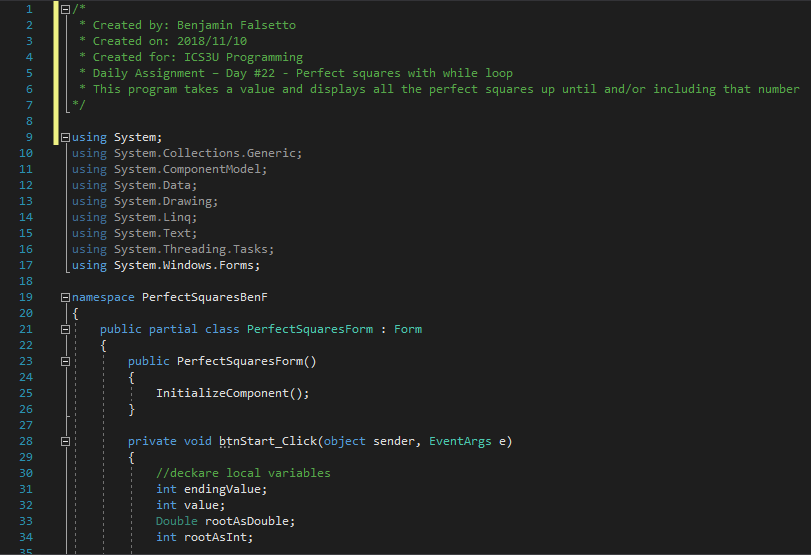 1 /*
2 * Created by: Benjamin Falsetto
3 * Created on: 2018/11/10
4 * Created for: ICS3U Programming
5 * Daily Assignment – Day #22 - Perfect squares with while loop
6 * This program takes a value and displays all the perfect squares up until and/or including that number
7 */
8
9 using System;
10 using System.Collections.Generic;
11 using System.ComponentModel;
12 using System.Data;
13 using System.Drawing;
14 using System.Linq;
15 using System.Text;
16 using System.Threading.Tasks;
17 using System.Windows.Forms;
18
19 namespace PerfectSquaresBenF
20 {
21 public partial class PerfectSquaresForm : Form
22 {
23 public PerfectSquaresForm()
24 {
25 InitializeComponent();
26 }
27
28 private void btnStart_Click(object sender, EventArgs e)
29 {
30 //deckare local variables
31 int endingValue;
32 int value;
33 Double rootAsDouble;
34 int rootAsInt;
35